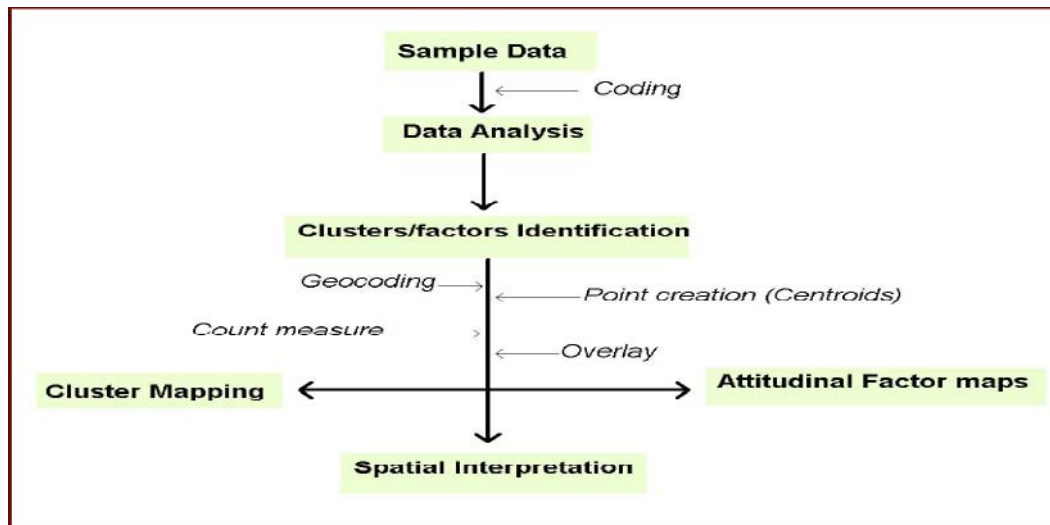 Sample Data
Coding
Data Analysis
Clusters/factors Identification
Geocoding
Point creation (Centroids)
Count measure
Overlay
Cluster Mapping
Attitudinal Factor maps
Spatial Interpretation